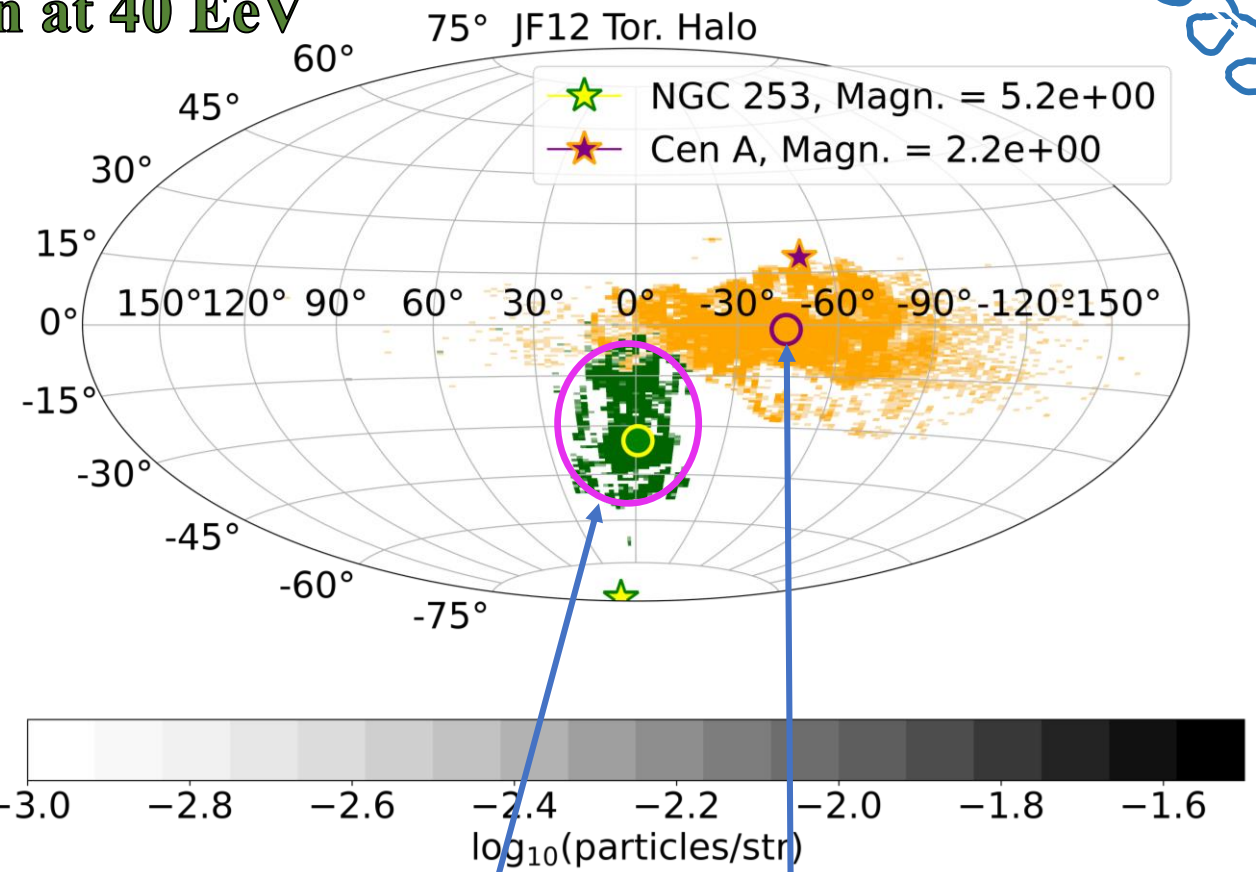 n at 40 EeV
75° JF12 Tor. Halo
60°
45°
30°
15°
0°
-15°
-30°
-45°
-60°
-75°
NGC 253, Magn. = 5.2e+00
Cen A, Magn. = 2.2e+00
150° 120° 90° 60° 30° 0° -30° -60° -90° -120° -150°
−3.0 −2.8 −2.6 −2.4 −2.2 −2.0 −1.8 −1.6
log₁₀(particles/str)